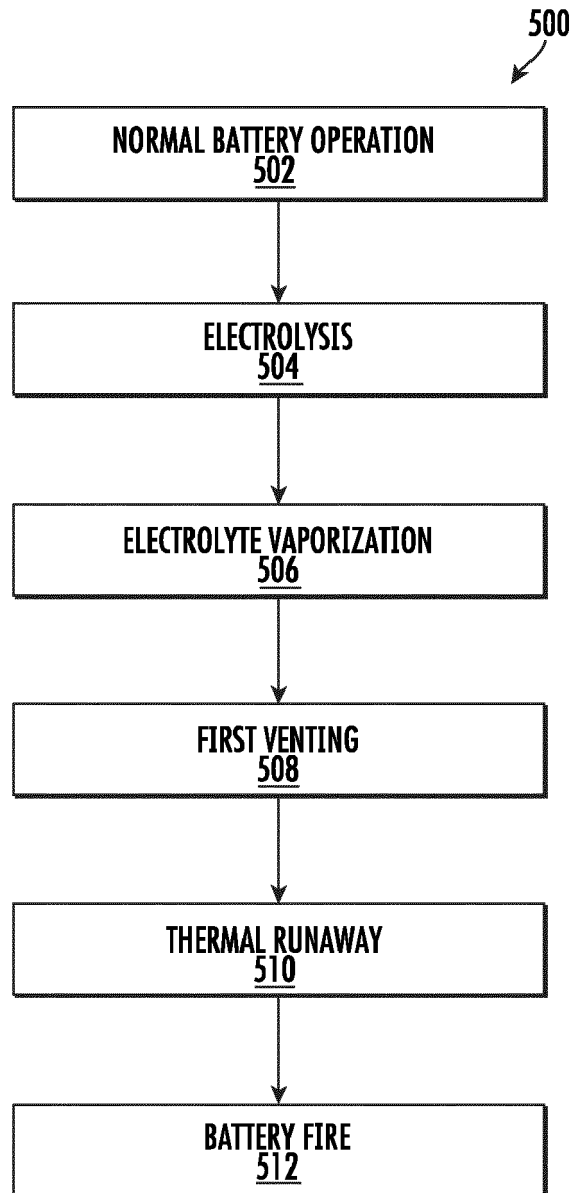 500
NORMAL BATTERY OPERATION
502
ELECTROLYSIS
504
ELECTROLYTE VAPORIZATION
506
FIRST VENTING
508
THERMAL RUNAWAY
510
BATTERY FIRE
512